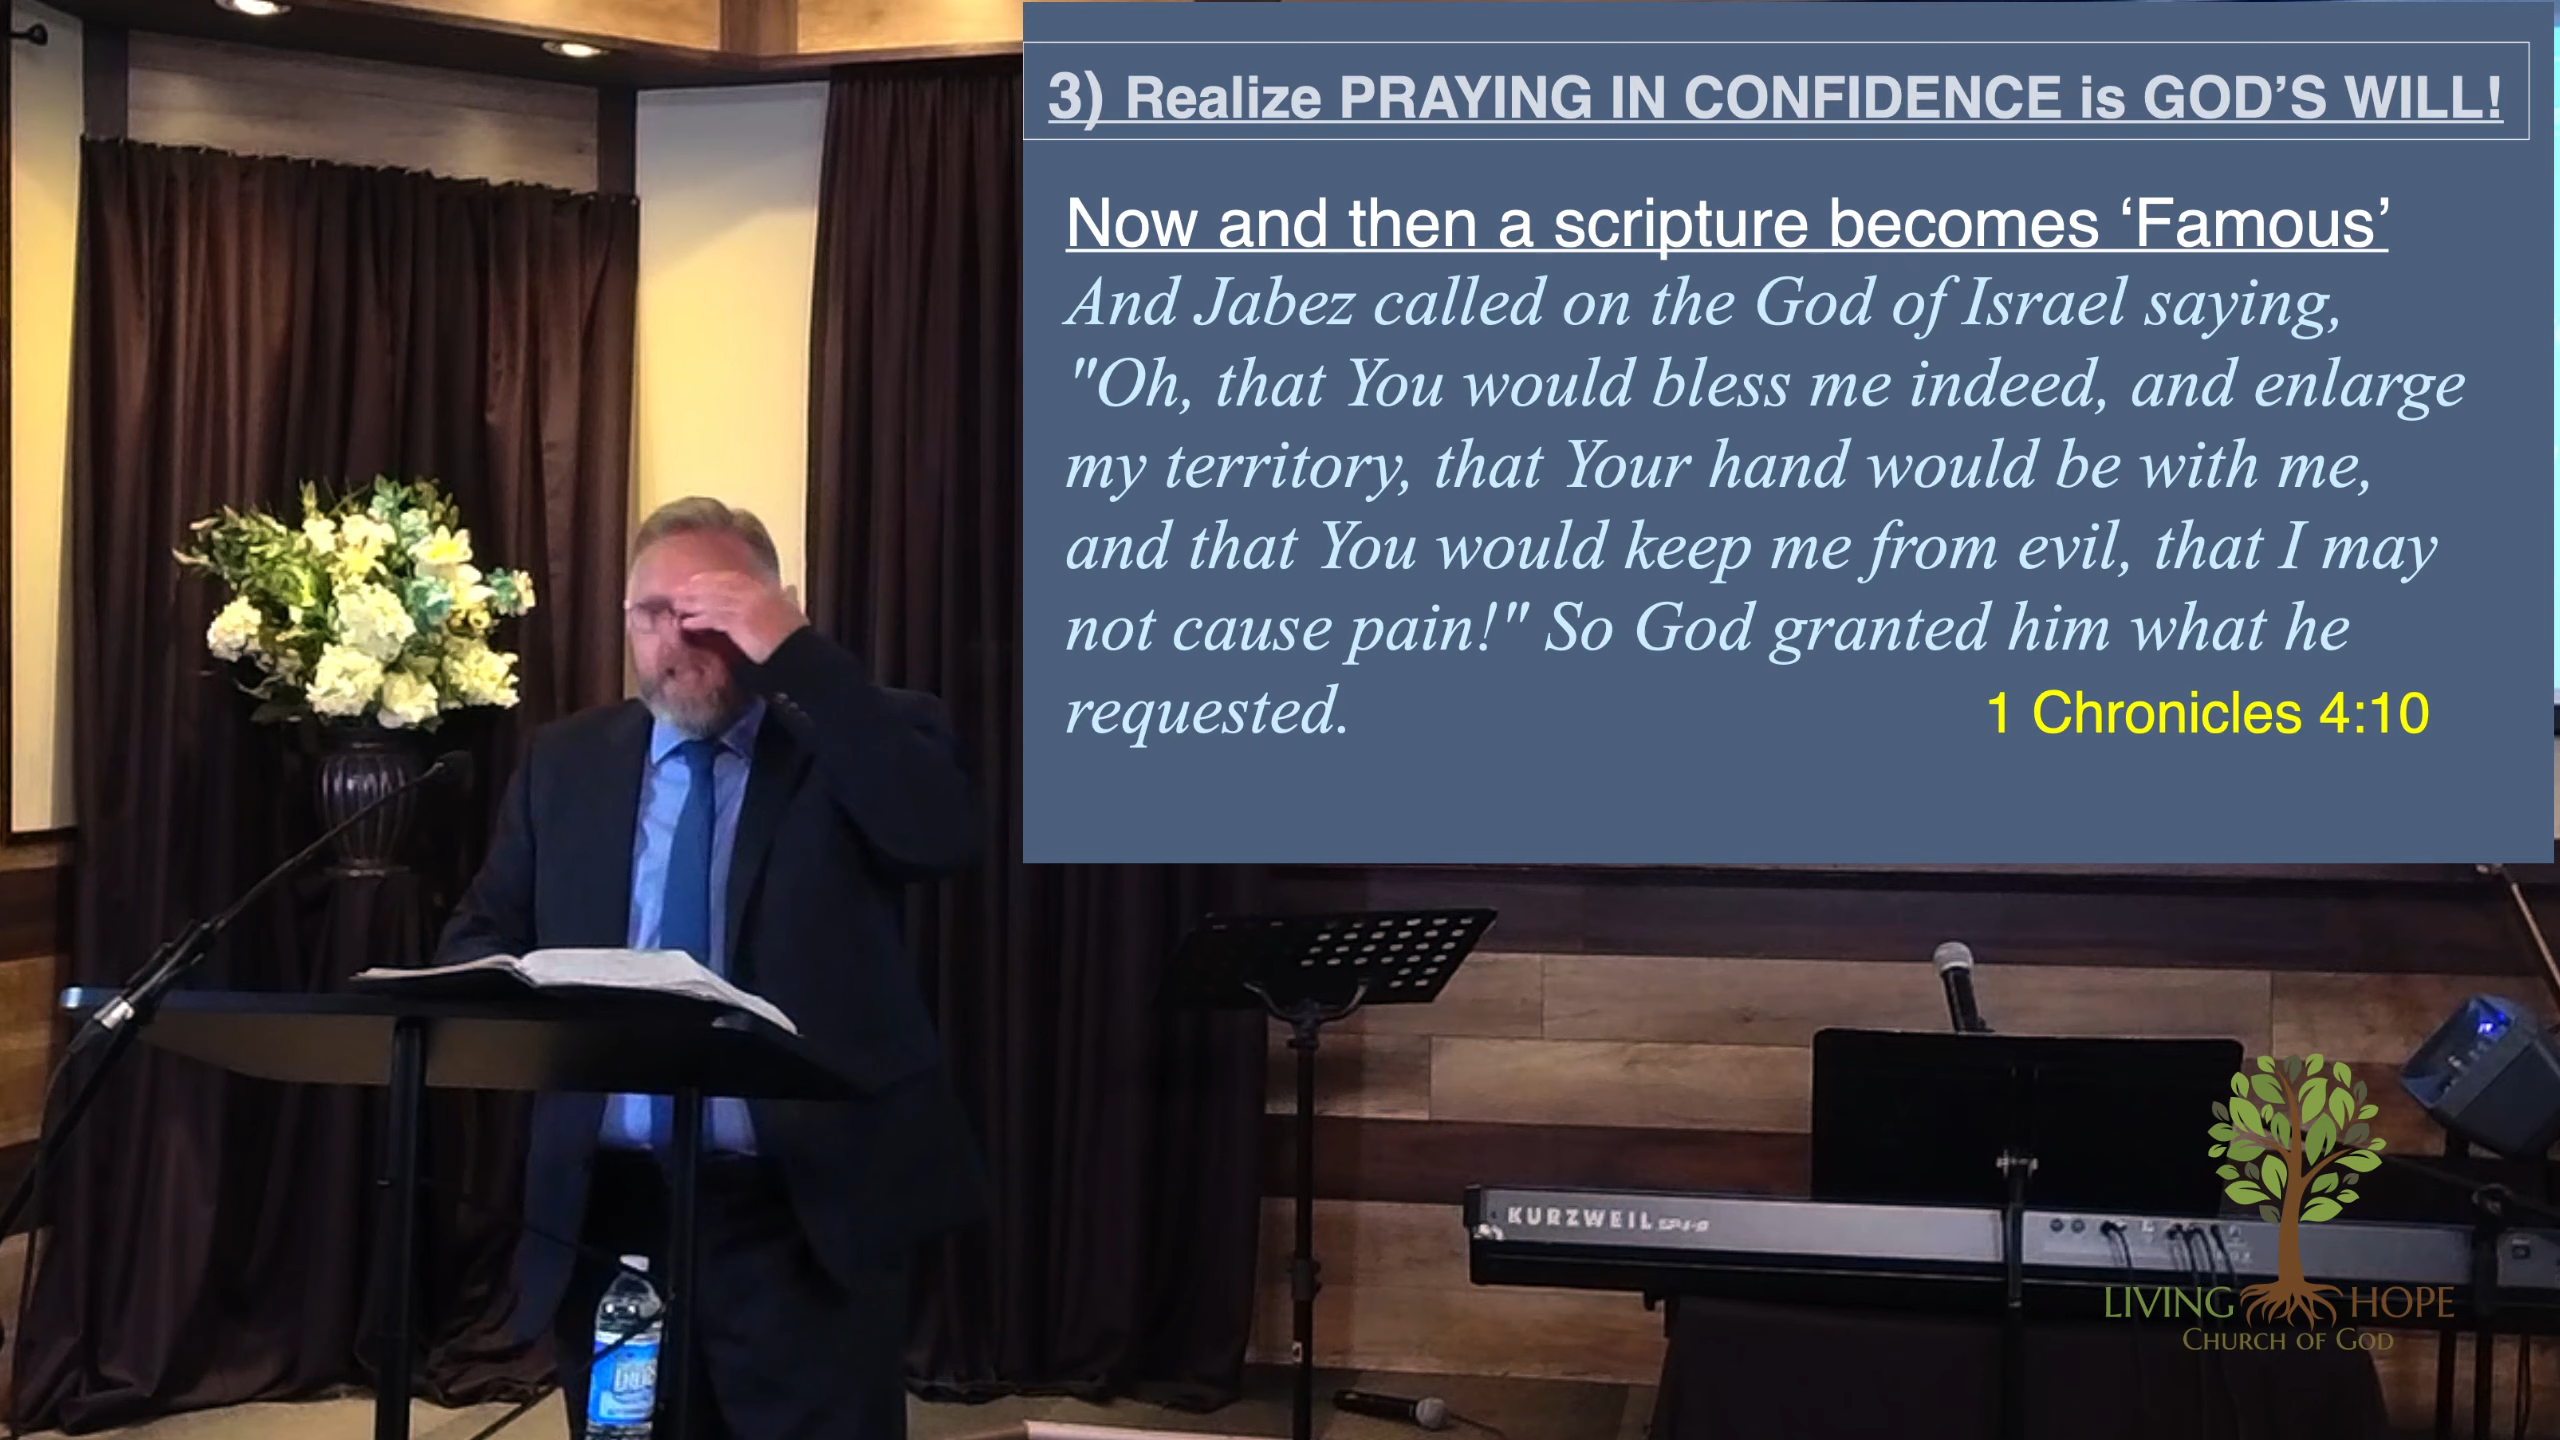 3) Realize PRAYING IN CONFIDENCE is GOD’S WILL!
Now and then a scripture becomes ‘Famous’
And Jabez called on the God of Israel saying,
"Oh, that You would bless me indeed, and enlarge
my territory, that Your hand would be with me,
and that You would keep me from evil, that I may
not cause pain!" So God granted him what he
requested.
1 Chronicles 4:10
KURZWEIL
LIVING HOPE
CHURCH OF GOD